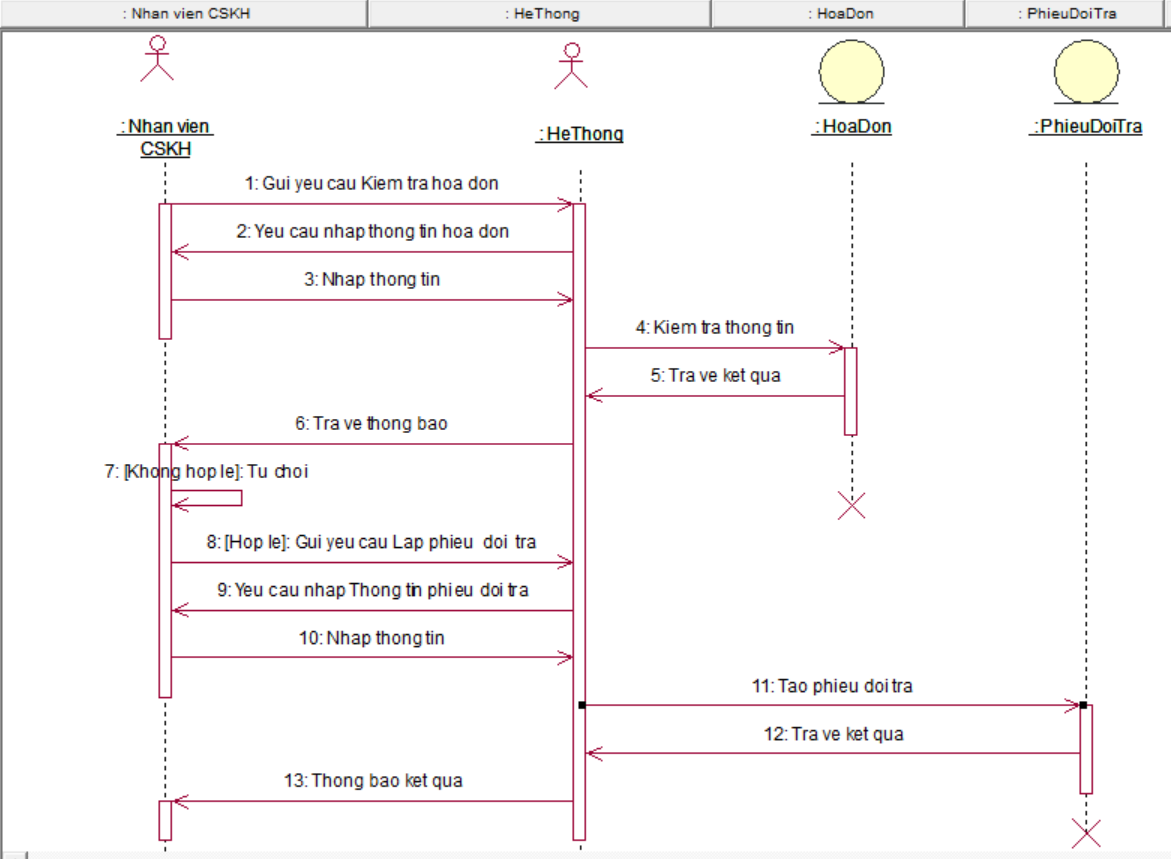 : Nhan vien CSKH
: HeThong
: HoaDon
: PhieuDoiTra
: Nhan vien
CSKH
: HeThong
: HoaDon
: PhieuDoiTra
1: Gui yeu cau Kiem tra hoa don
2: Yeu cau nhap thong tin hoa don
3: Nhap thong tin
4: Kiem tra thong tin
5: Tra ve ket qua
6: Tra ve thong bao
7: [Khong hop le]: Tu choi
8: [Hop le]: Gui yeu cau Lap phieu doi tra
9: Yeu cau nhap Thong tin phieu doi tra
10: Nhap thong tin
11: Tao phieu doi tra
12: Tra ve ket qua
13: Thong bao ket qua